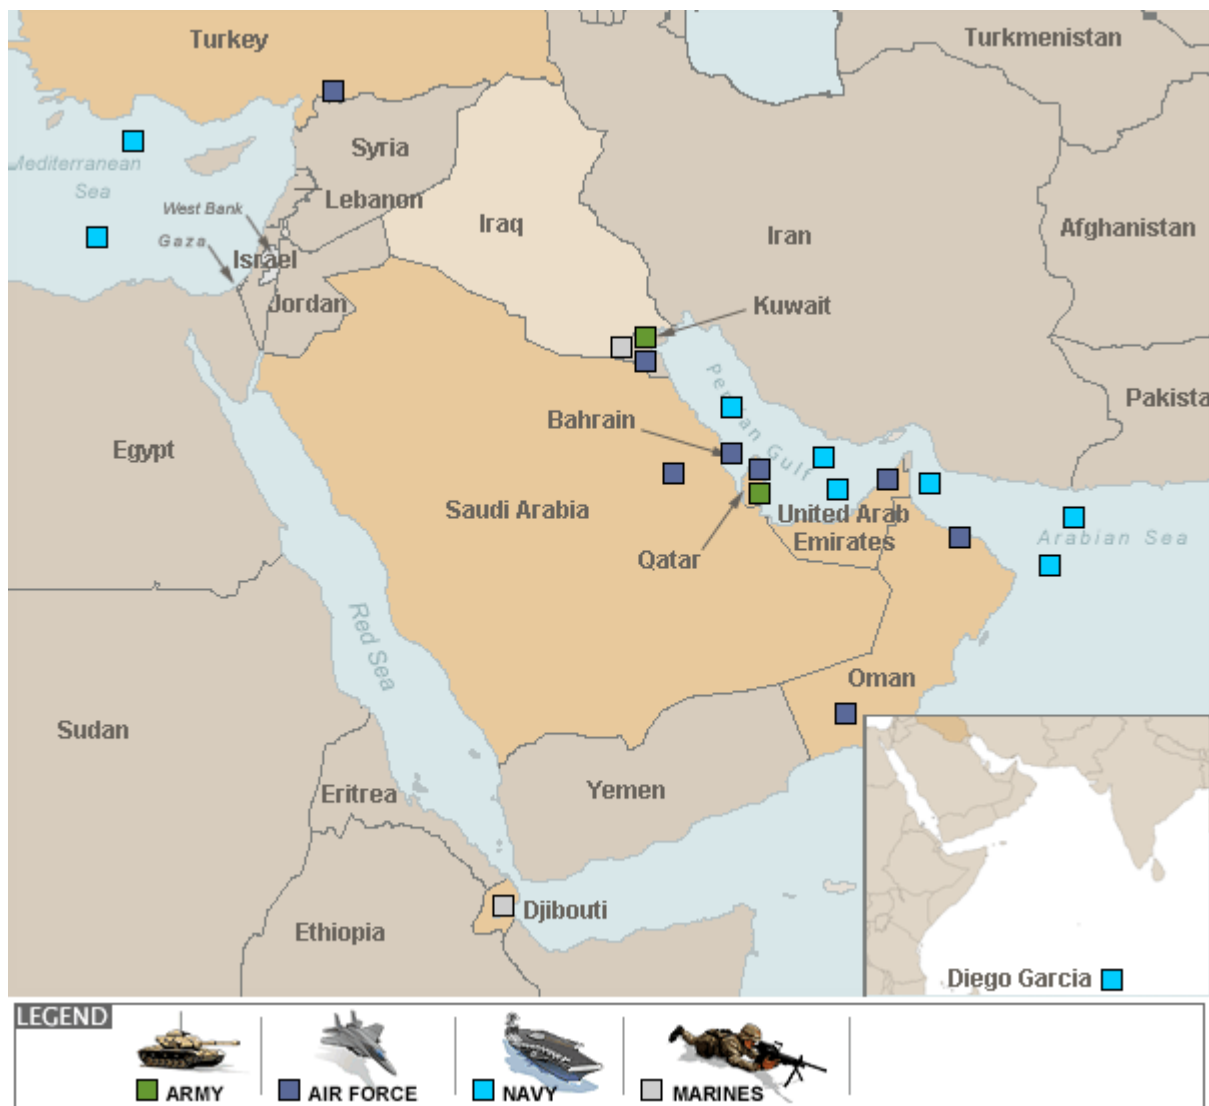 Turkey
Turkmenistan
Syria
Mediterranean
Sea
Lebanon
West Bank
Gaza
Israel
Iraq
Iran
Afghanistan
Jordan
Kuwait
Pakista
Persian Gulf
Bahrain
Egypt
Saudi Arabia
United Arab
Emirates
Arabian Sea
Qatar
Red Sea
Oman
Sudan
Eritrea
Yemen
Djibouti
Ethiopia
Diego Garcia
LEGEND
ARMY
AIR FORCE
NAVY
MARINES